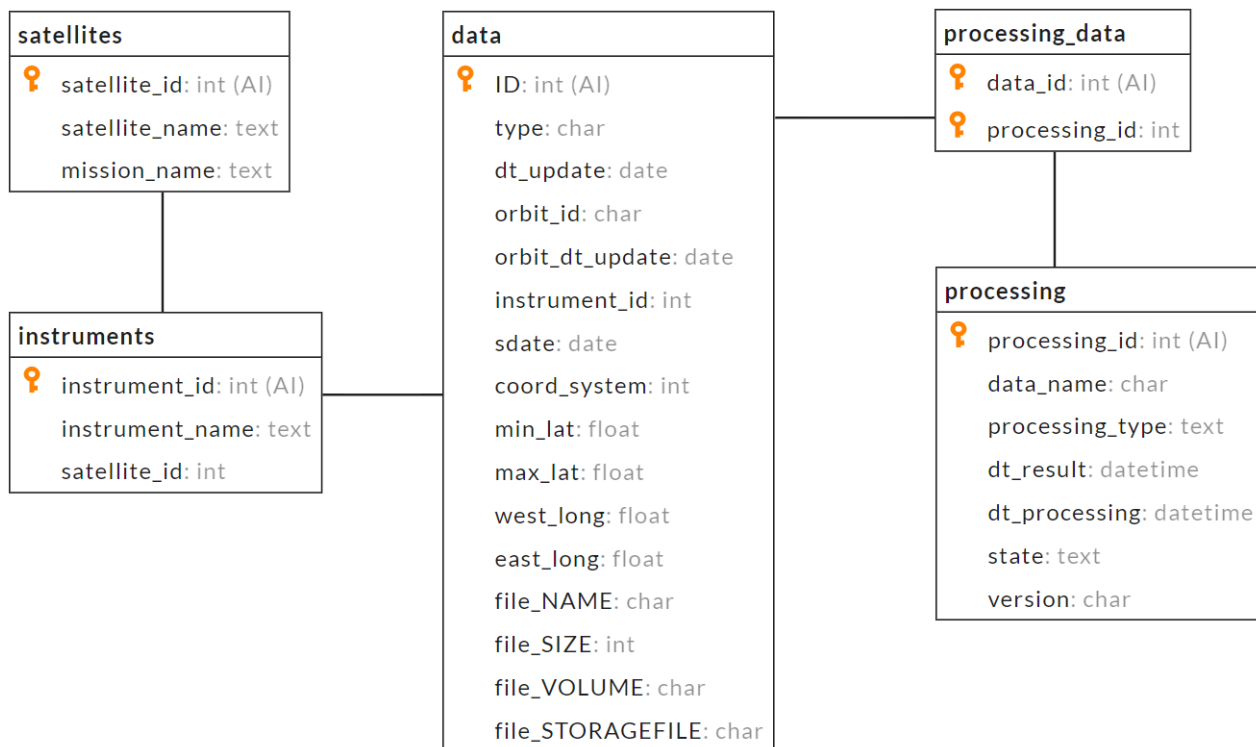 satellites
satellite_id: int (AI)
satellite_name: text
mission_name: text
instruments
instrument_id: int (AI)
instrument_name: text
satellite_id: int
data
ID: int (AI)
type: char
dt_update: date
orbit_id: char
orbit_dt_update: date
instrument_id: int
sdate: date
coord_system: int
min_lat: float
max_lat: float
west_long: float
east_long: float
file_NAME: char
file_SIZE: int
file_VOLUME: char
file_STORAGEFILE: char
processing_data
data_id: int (AI)
processing_id: int
processing
processing_id: int (AI)
data_name: char
processing_type: text
dt_result: datetime
dt_processing: datetime
state: text
version: char